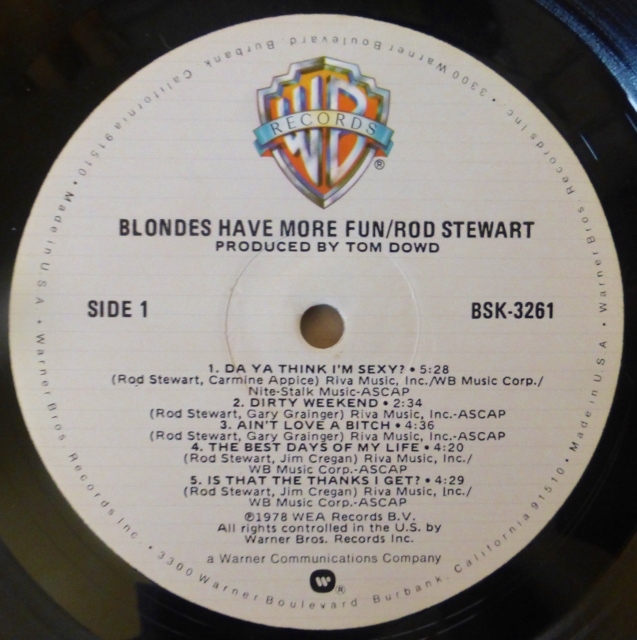 WB
RECORDS
®
BLONDES HAVE MORE FUN/ROD STEWART
PRODUCED BY TOM DOWD
SIDE 1
BSK-3261
1. DA YA THINK I'M SEXY? • 5:28
(Rod Stewart, Carmine Appice) Riva Music, Inc./WB Music Corp./
Nite-Stalk Music-ASCAP
2. DIRTY WEEKEND • 2:34
(Rod Stewart, Gary Grainger) Riva Music, Inc.-ASCAP
3. AIN'T LOVE A BITCH • 4:36
(Rod Stewart, Gary Grainger) Riva Music, Inc.-ASCAP
4. THE BEST DAYS OF MY LIFE • 4:20
(Rod Stewart, Jim Cregan) Riva Music, Inc./
WB Music Corp.-ASCAP
5. IS THAT THE THANKS I GET? • 4:29
(Rod Stewart, Jim Cregan) Riva Music, Inc./
WB Music Corp.-ASCAP
℗1978 WEA Records B.V.
All rights controlled in the U.S. by
Warner Bros. Records Inc.
a Warner Communications Company
W®
Made in USA • Warner Bros. Records Inc. • 3300 Warner Boulevard, Burbank, California 91510 • Made in USA • Warner Bros. Records Inc. • 3300 Warner Boulevard, Burbank, California 91510 •